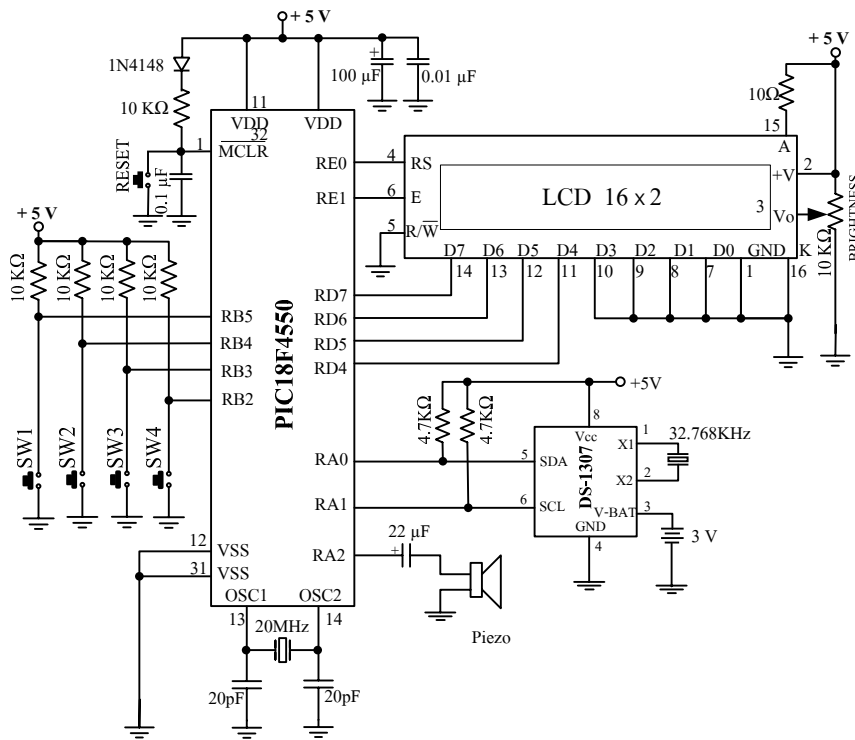 + 5 V
1N4148
10 KΩ
100 µF
0.01 µF
11
VDD
32
VDD
1
MCLR
RESET
0.1 µF
+ 5 V
10Ω
15
A
RE0
4
RS
RE1
6
E
5
R/W
LCD 16 x 2
+V
2
3
Vo
10 KΩ
BRIGHTNESS
D7
D6
D5
D4
D3
D2
D1
D0
GND
K
14
13
12
11
10
9
8
7
1
16
+ 5 V
10 KΩ
10 KΩ
10 KΩ
10 KΩ
RB5
RB4
RB3
RB2
PIC18F4550
RD7
RD6
RD5
RD4
SW1
SW2
SW3
SW4
+5V
4.7KΩ
4.7KΩ
RA0
RA1
8
Vcc
5
SDA
6
SCL
DS-1307
X1
1
X2
2
V-BAT
3
GND
4
32.768KHz
3 V
12
VSS
31
VSS
RA2
22 µF
+
Piezo
OSC1
OSC2
13
14
20MHz
20pF
20pF